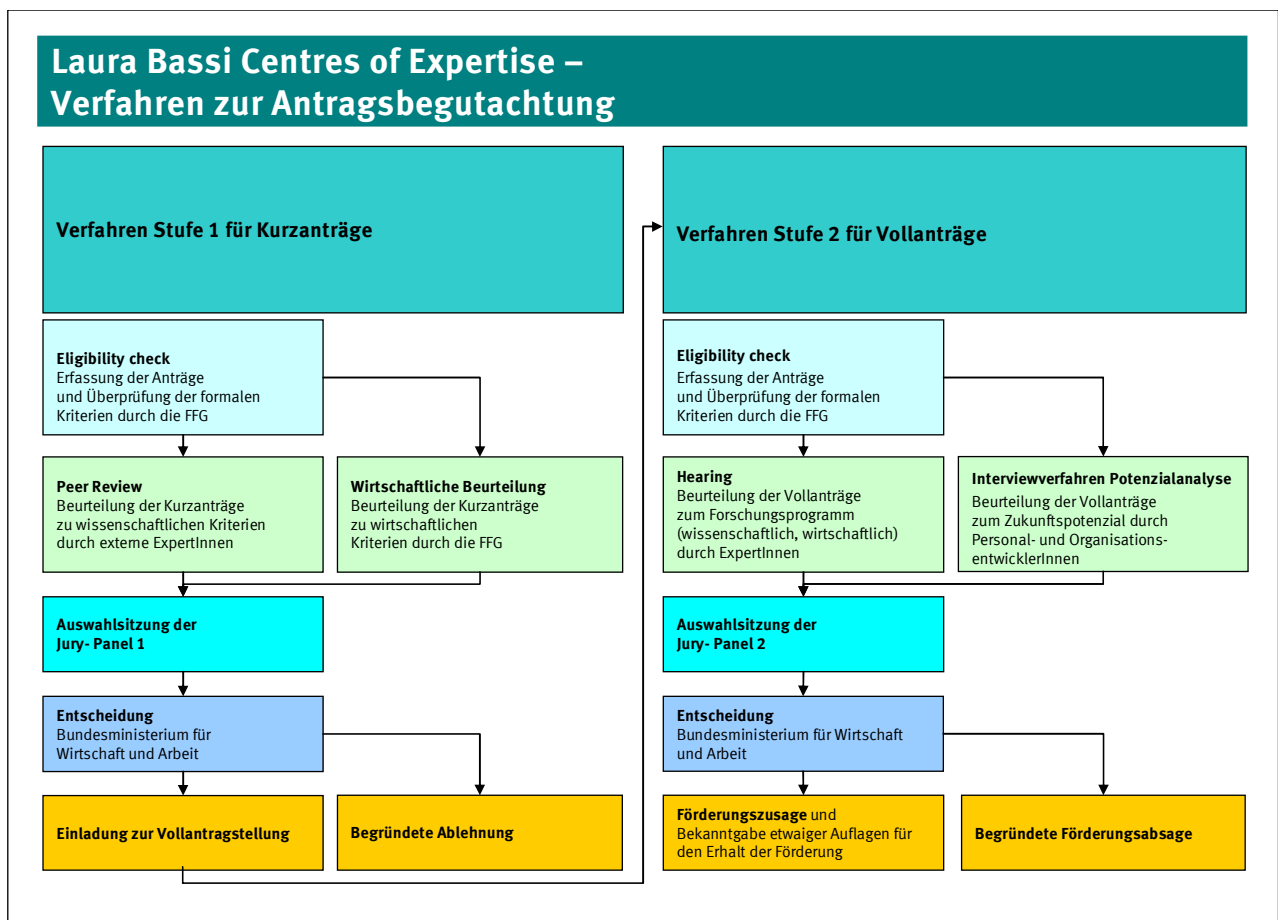 Laura Bassi Centres of Expertise –
Verfahren zur Antragsbegutachtung
Verfahren Stufe 1 für Kurzanträge
Eligibility check
Erfassung der Anträge
und Überprüfung der formalen
Kriterien durch die FFG
Peer Review
Beurteilung der Kurzanträge
zu wissenschaftlichen Kriterien
durch externe ExpertInnen
Wirtschaftliche Beurteilung
Beurteilung der Kurzanträge
zu wirtschaftlichen
Kriterien durch die FFG
Auswahlsitzung der
Jury- Panel 1
Entscheidung
Bundesministerium für
Wirtschaft und Arbeit
Einladung zur Vollantragstellung
Begründete Ablehnung
Verfahren Stufe 2 für Vollanträge
Eligibility check
Erfassung der Anträge
und Überprüfung der formalen
Kriterien durch die FFG
Hearing
Beurteilung der Vollanträge
zum Forschungsprogramm
(wissenschaftlich, wirtschaftlich)
durch ExpertInnen
Interviewverfahren Potenzialanalyse
Beurteilung der Vollanträge
zum Zukunftspotenzial durch
Personal- und Organisations-
entwicklerInnen
Auswahlsitzung der
Jury- Panel 2
Entscheidung
Bundesministerium für Wirtschaft
und Arbeit
Förderungszusage und
Bekanntgabe etwaiger Auflagen für
den Erhalt der Förderung
Begründete Förderungsabsage